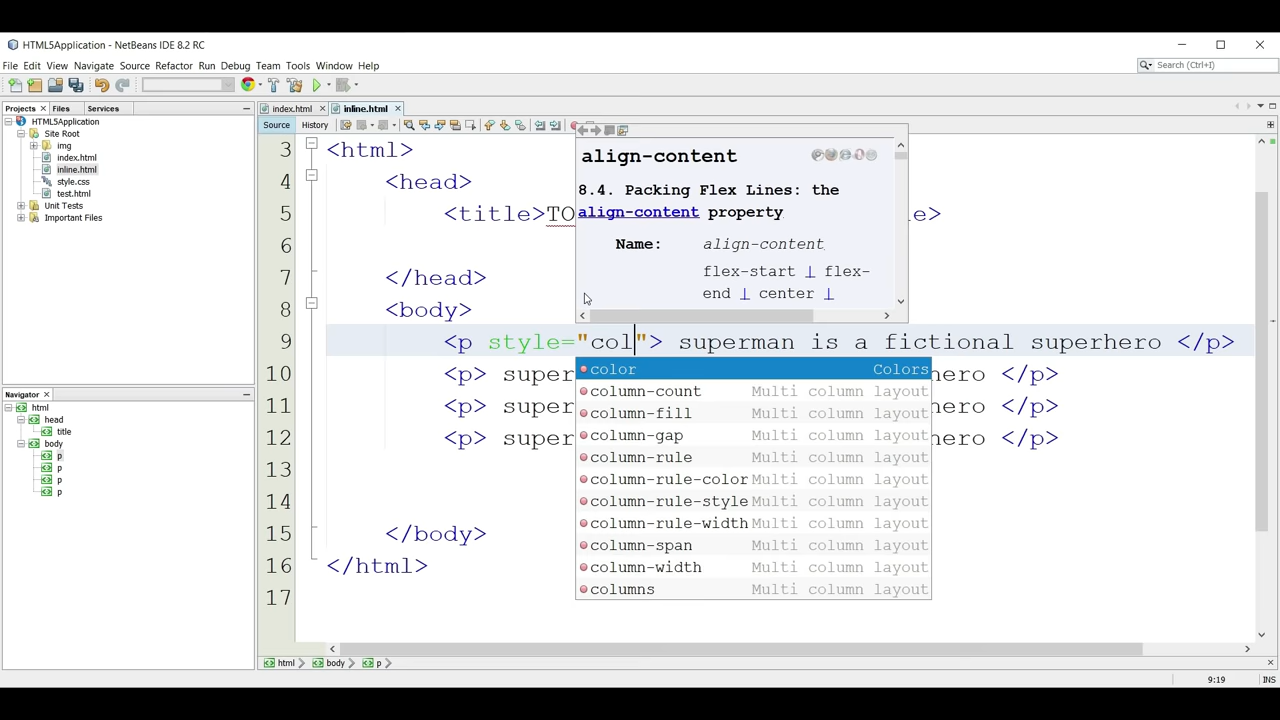 HTML5Application - NetBeans IDE 8.2 RC
File Edit View Navigate Source Refactor Run Debug Team Tools Window Help
Search (Ctrl+I)
Projects Files Services
HTML5Application
Site Root
img
index.html
inline.html
style.css
test.html
Unit Tests
Important Files
Navigator
html
head
title
body
p
p
p
p
index.html inline.html
Source History
align-content
8.4. Packing Flex Lines: the
align-content property
Name: align-content
flex-start | flex-
end | center |
3 <html>
4 <head>
5 <title>TO e>
6
7 </head>
8 <body>
9 <p style="col"> superman is a fictional superhero </p>
10 <p> super hero </p>
11 <p> super hero </p>
12 <p> super hero </p>
13
14
15 </body>
16 </html>
17
color Colors
column-count Multi column layout
column-fill Multi column layout
column-gap Multi column layout
column-rule Multi column layout
column-rule-color Multi column layout
column-rule-style Multi column layout
column-rule-width Multi column layout
column-span Multi column layout
column-width Multi column layout
columns Multi column layout
html body p
9:19 INS